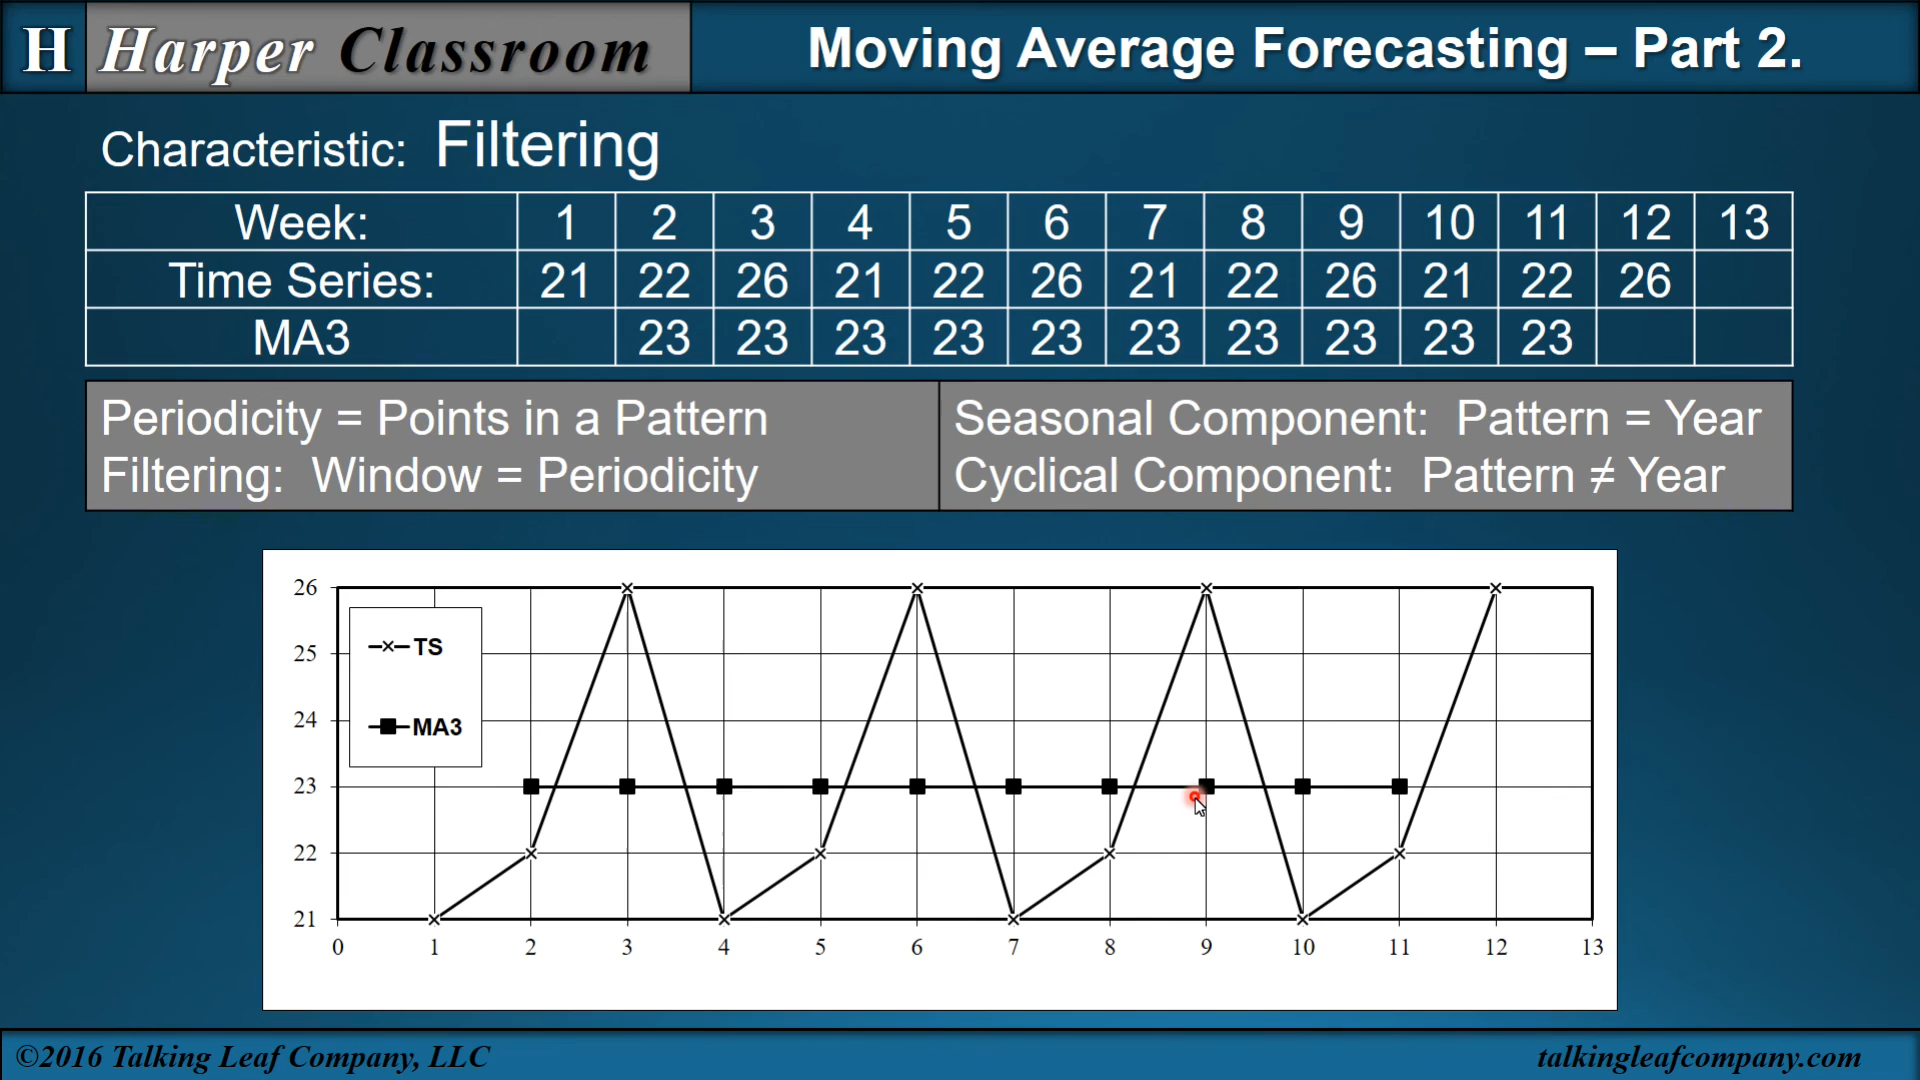 H Harper Classroom Moving Average Forecasting – Part 2.
Characteristic: Filtering
Week: 1 2 3 4 5 6 7 8 9 10 11 12 13
Time Series: 21 22 26 21 22 26 21 22 26 21 22 26
MA3 23 23 23 23 23 23 23 23 23 23
Periodicity = Points in a Pattern
Filtering: Window = Periodicity
Seasonal Component: Pattern = Year
Cyclical Component: Pattern ≠ Year
26
25
24
23
22
21
TS
MA3
0 1 2 3 4 5 6 7 8 9 10 11 12 13
©2016 Talking Leaf Company, LLC
talkingleafcompany.com